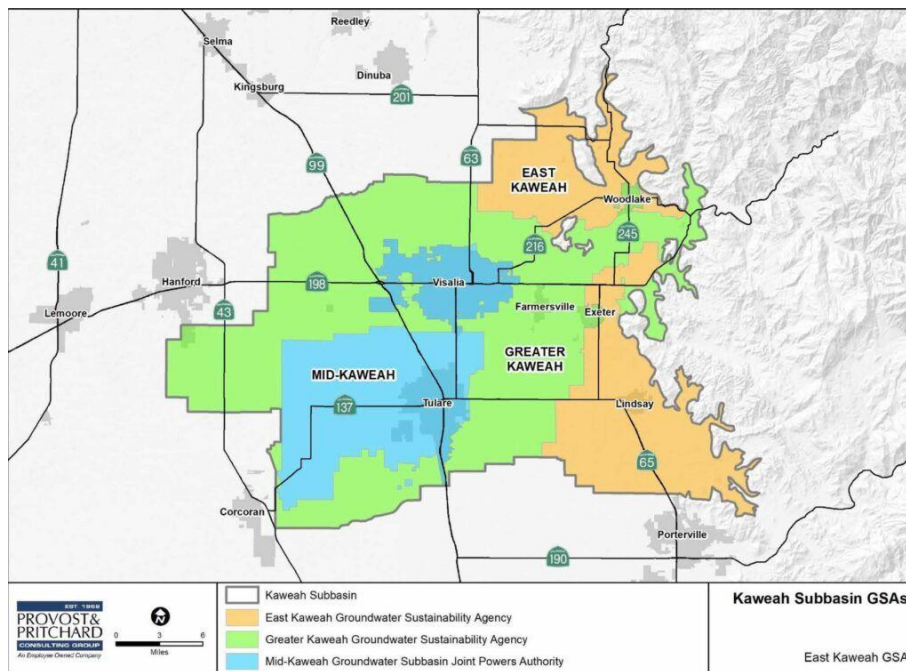 Reedley
Selma
Dinuba
Kingsburg
201
99
63
EAST
KAWEAH
Woodlake
216
245
41
Hanford
198
Visalia
Lemoore
43
Farmersville
Exeter
MID-KAWEAH
GREATER
KAWEAH
137
Tulare
Lindsay
65
Corcoran
Porterville
190
EST. 1968
PROVOST&
PRITCHARD
CONSULTING GROUP
An Employee Owned Company
N
0 3 6
Miles
Kaweah Subbasin
East Kaweah Groundwater Sustainability Agency
Greater Kaweah Groundwater Sustainability Agency
Mid-Kaweah Groundwater Subbasin Joint Powers Authority
Kaweah Subbasin GSAs
East Kaweah GSA